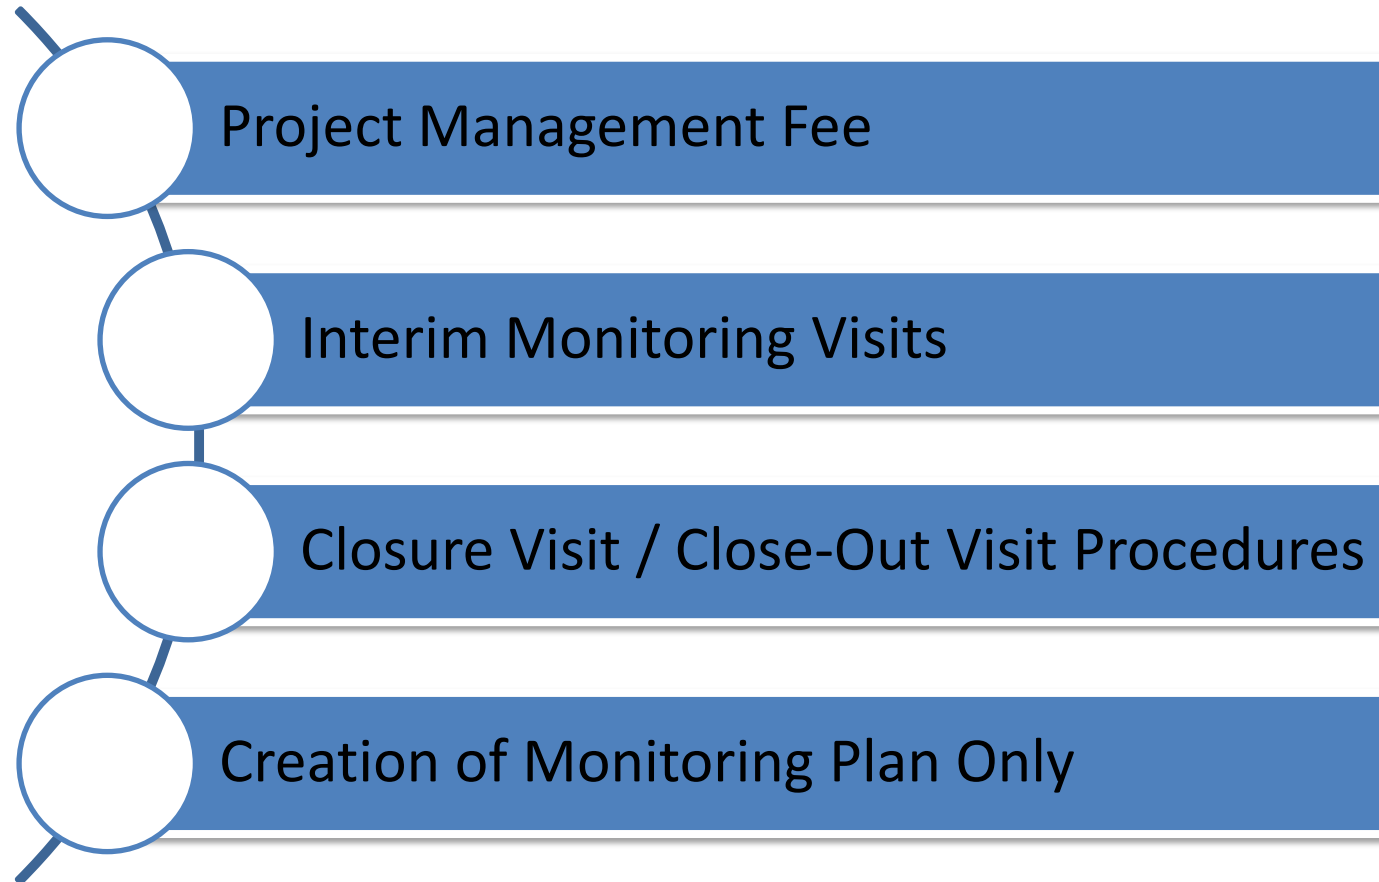 Project Management Fee
Interim Monitoring Visits
Closure Visit / Close-Out Visit Procedures
Creation of Monitoring Plan Only